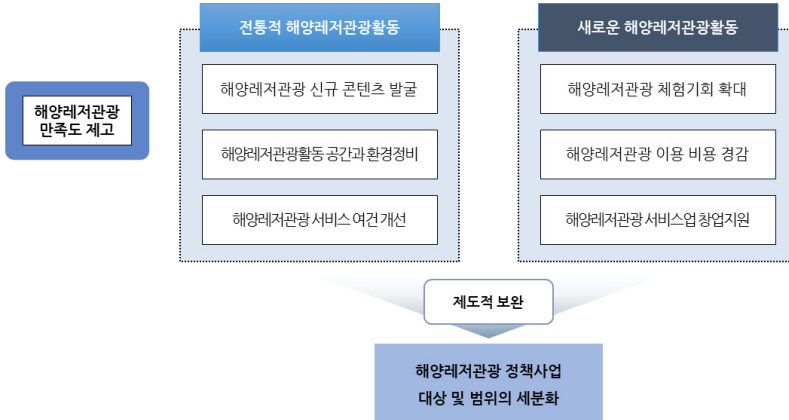 전통적 해양레저관광활동
새로운 해양레저관광활동
해양레저관광
만족도 제고
해양레저관광 신규 콘텐츠 발굴
해양레저관광활동 공간과 환경정비
해양레저관광 서비스 여건 개선
해양레저관광 체험기회 확대
해양레저관광 이용 비용 경감
해양레저관광 서비스업 창업지원
제도적 보완
해양레저관광 정책사업
대상 및 범위의 세분화